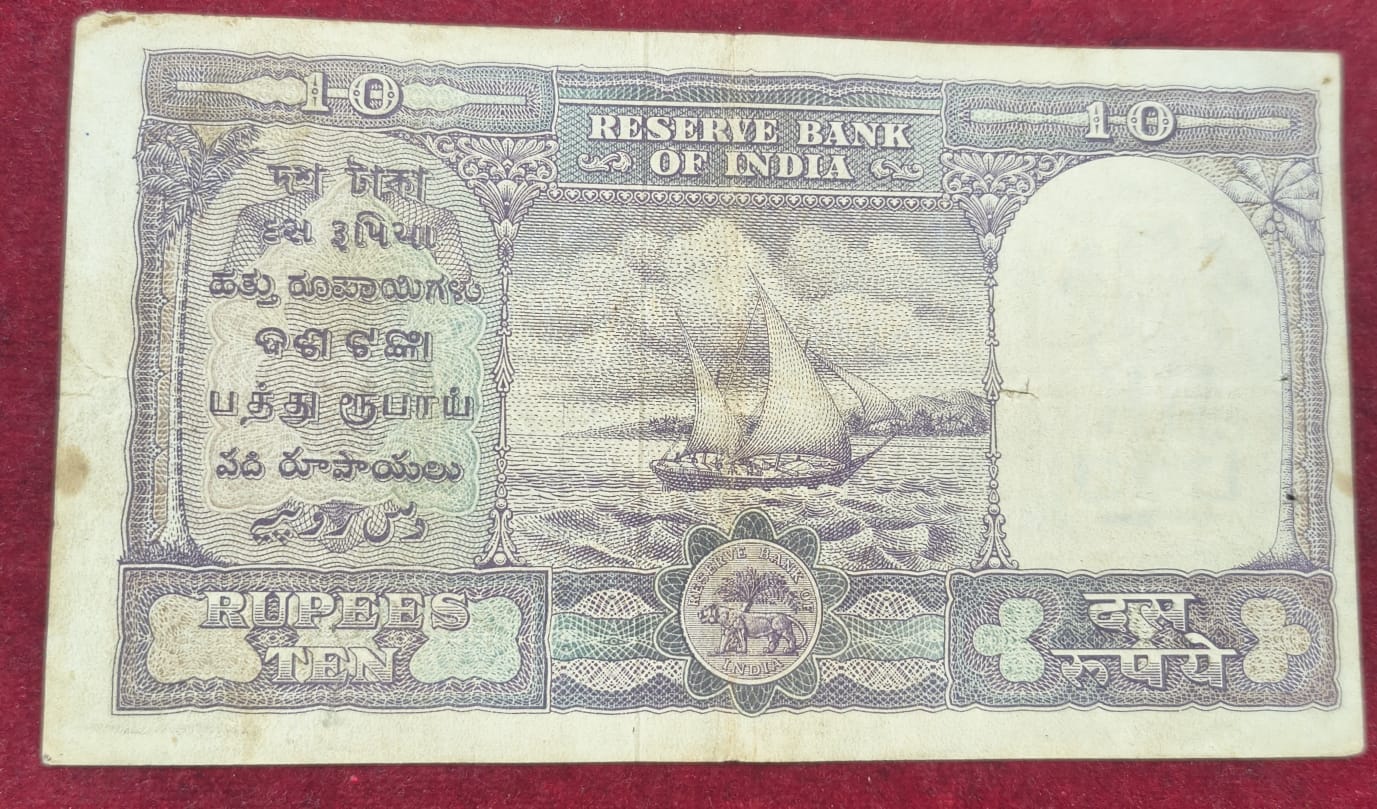 10
10
RESERVE BANK
OF INDIA
দশ টাকা
દસ રૂપિયા
ಹತ್ತು ರೂಪಾಯಿಗಳು
ଦଶ ଟଙ୍କା
பத்து ரூபாய்
పది రూపాయలు
RUPEES
TEN
RESERVE BANK OF
INDIA
दस
रुपये